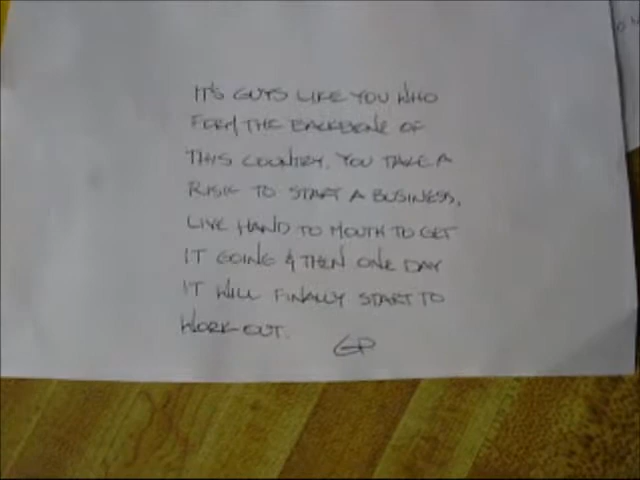 IT'S GUYS LIKE YOU WHO
FORM THE BACKBONE OF
THIS COUNTRY. YOU TAKE A
RISK TO START A BUSINESS,
LIVE HAND TO MOUTH TO GET
IT GOING & THEN ONE DAY
IT WILL FINALLY START TO
WORK-OUT.
GP